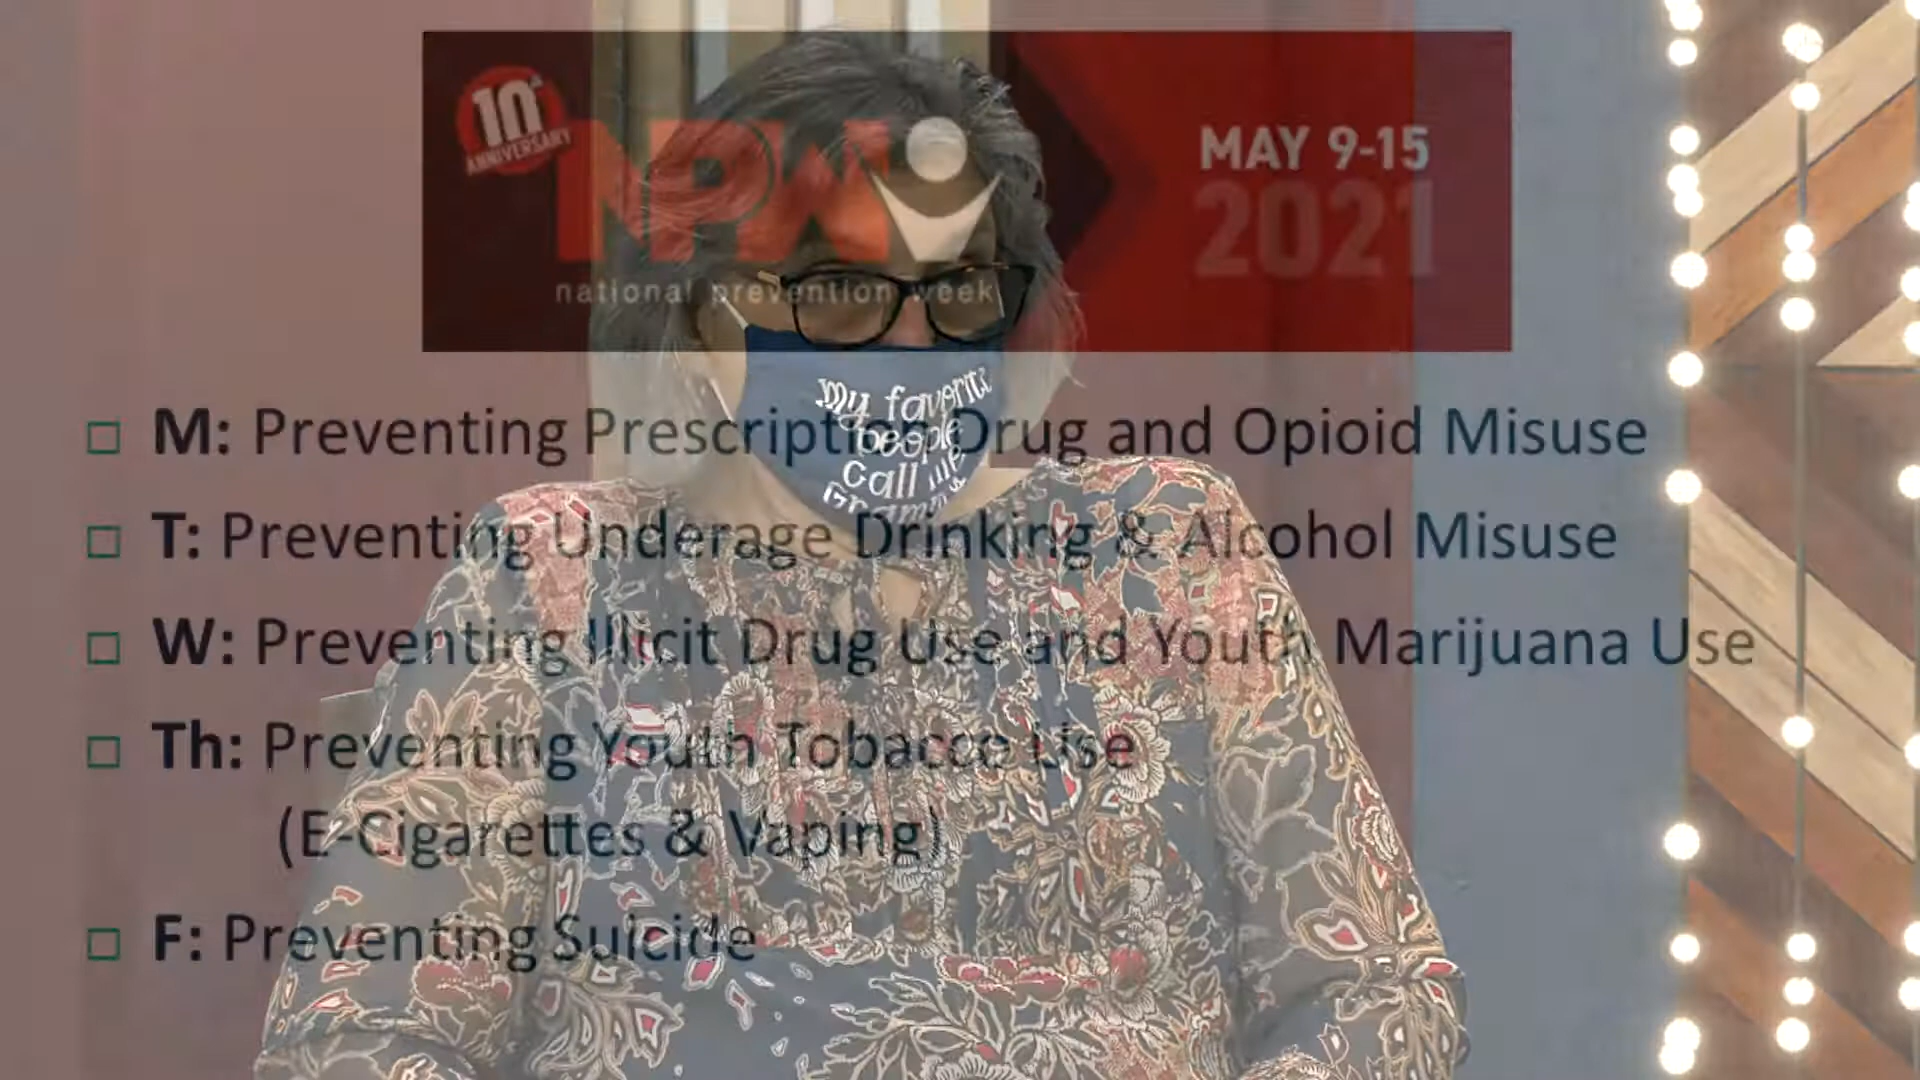 10th
ANNIVERSARY
NPW
national prevention week
MAY 9-15
2021
my favorite
people
call me
Gramms
M: Preventing Prescription Drug and Opioid Misuse
T: Preventing Underage Drinking & Alcohol Misuse
W: Preventing Illicit Drug Use and Youth Marijuana Use
Th: Preventing Youth Tobacco Use
(E-Cigarettes & Vaping)
F: Preventing Suicide